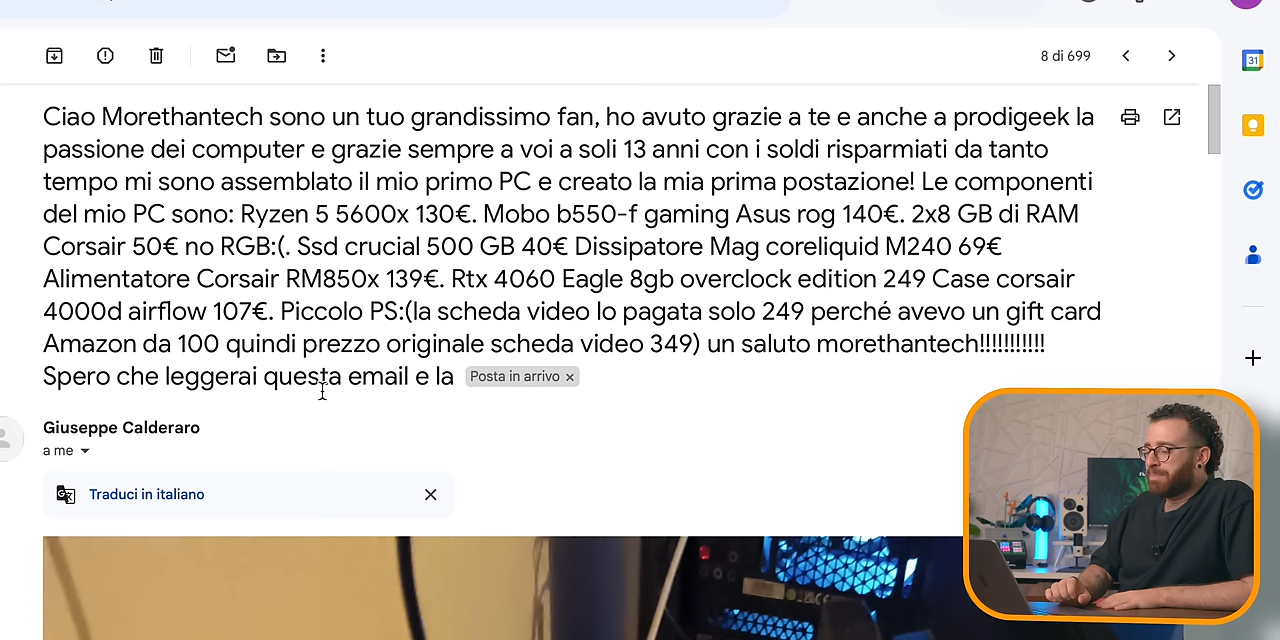 8 di 699
31
Ciao Morethantech sono un tuo grandissimo fan, ho avuto grazie a te e anche a prodigeek la
passione dei computer e grazie sempre a voi a soli 13 anni con i soldi risparmiati da tanto
tempo mi sono assemblato il mio primo PC e creato la mia prima postazione! Le componenti
del mio PC sono: Ryzen 5 5600x 130€. Mobo b550-f gaming Asus rog 140€. 2x8 GB di RAM
Corsair 50€ no RGB:(. Ssd crucial 500 GB 40€ Dissipatore Mag coreliquid M240 69€
Alimentatore Corsair RM850x 139€. Rtx 4060 Eagle 8gb overclock edition 249 Case corsair
4000d airflow 107€. Piccolo PS:(la scheda video lo pagata solo 249 perché avevo un gift card
Amazon da 100 quindi prezzo originale scheda video 349) un saluto morethantech!!!!!!!!!!!
Spero che leggerai questa email e la Posta in arrivo ×
Giuseppe Calderaro
a me
Traduci in italiano